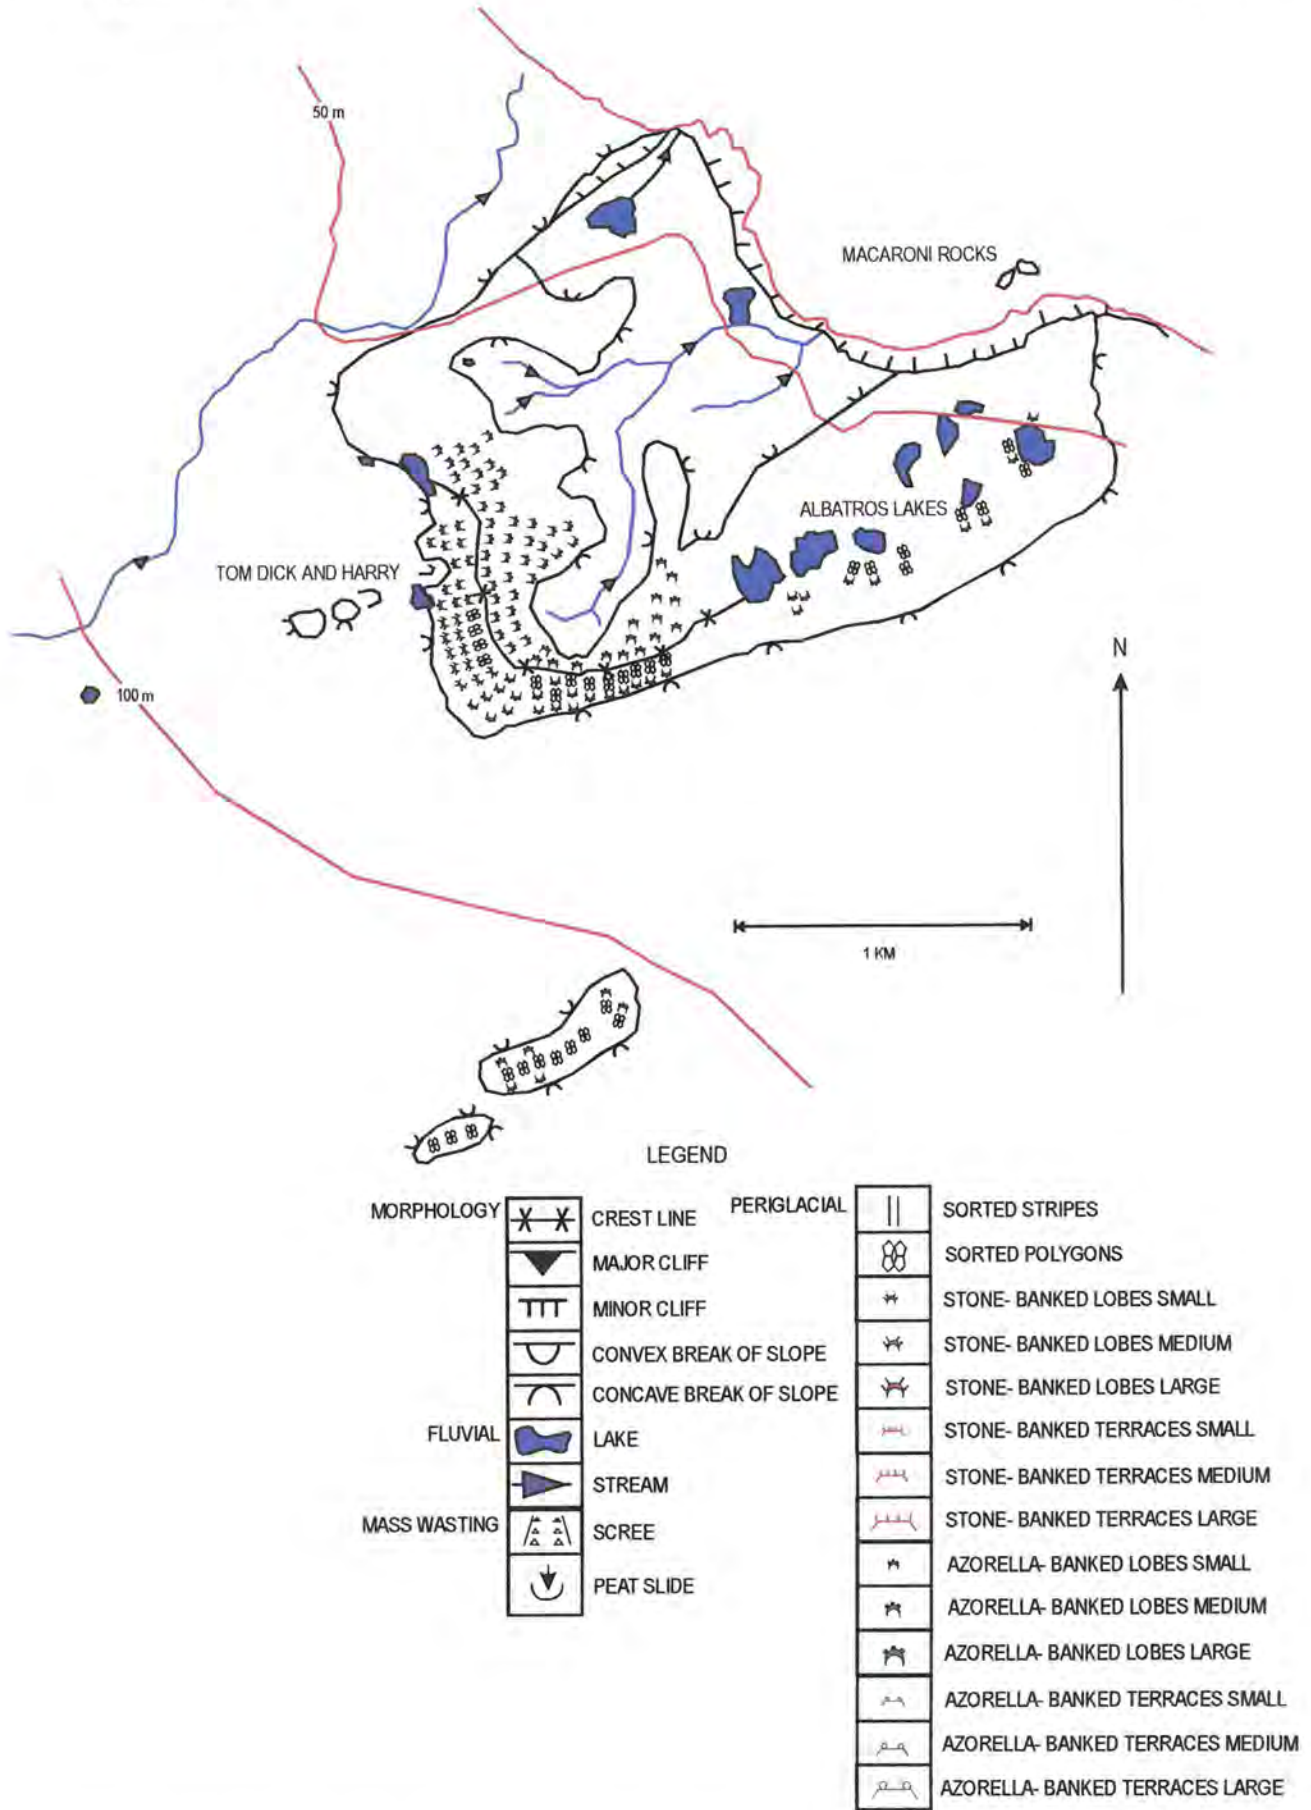 50 m
MACARONI ROCKS
ALBATROS LAKES
TOM DICK AND HARRY
N
100 m
1 KM
LEGEND
MORPHOLOGY
CREST LINE
MAJOR CLIFF
MINOR CLIFF
CONVEX BREAK OF SLOPE
CONCAVE BREAK OF SLOPE
FLUVIAL
LAKE
STREAM
MASS WASTING
SCREE
PEAT SLIDE
PERIGLACIAL
SORTED STRIPES
SORTED POLYGONS
STONE- BANKED LOBES SMALL
STONE- BANKED LOBES MEDIUM
STONE- BANKED LOBES LARGE
STONE- BANKED TERRACES SMALL
STONE- BANKED TERRACES MEDIUM
STONE- BANKED TERRACES LARGE
AZORELLA- BANKED LOBES SMALL
AZORELLA- BANKED LOBES MEDIUM
AZORELLA- BANKED LOBES LARGE
AZORELLA- BANKED TERRACES SMALL
AZORELLA- BANKED TERRACES MEDIUM
AZORELLA- BANKED TERRACES LARGE